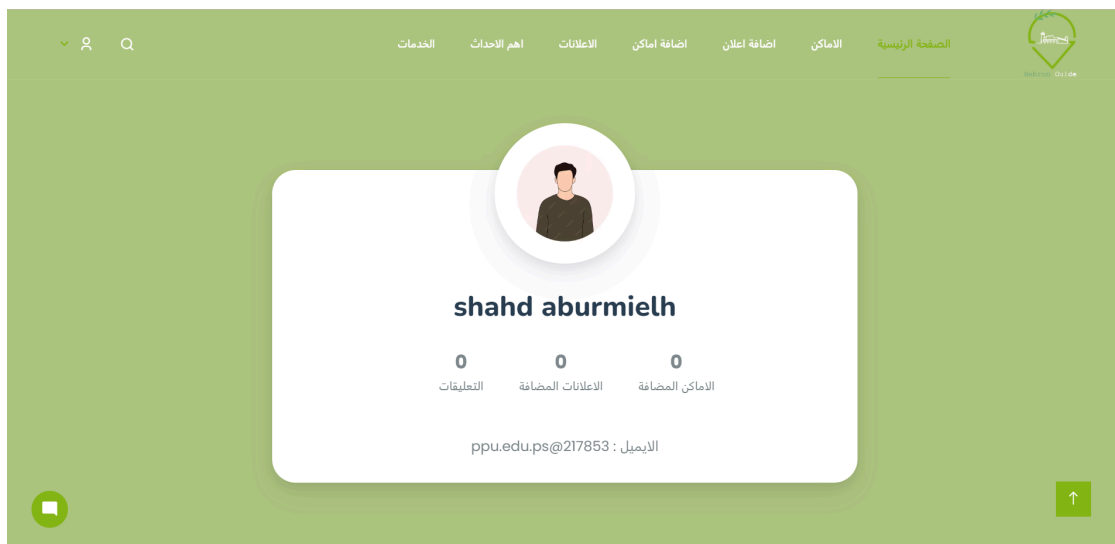 الصفحة الرئيسية الاماكن اضافة اعلان اضافة اماكن الاعلانات اهم الاحداث الخدمات
Guide
shahd aburmielh
0 0 0
الاماكن المضافة الاعلانات المضافة التعليقات
الايميل : 217853@ppu.edu.ps